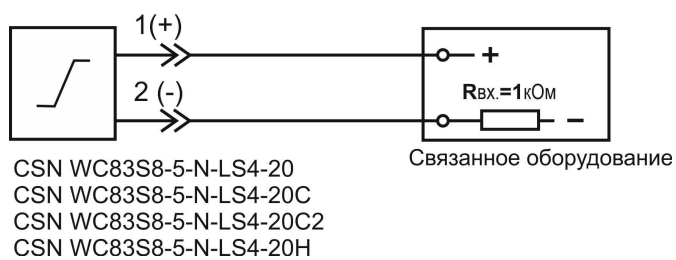 1(+)
+
2 (-)
Rвх.=1кОм
−
Связанное оборудование
CSN WC83S8-5-N-LS4-20
CSN WC83S8-5-N-LS4-20C
CSN WC83S8-5-N-LS4-20C2
CSN WC83S8-5-N-LS4-20H